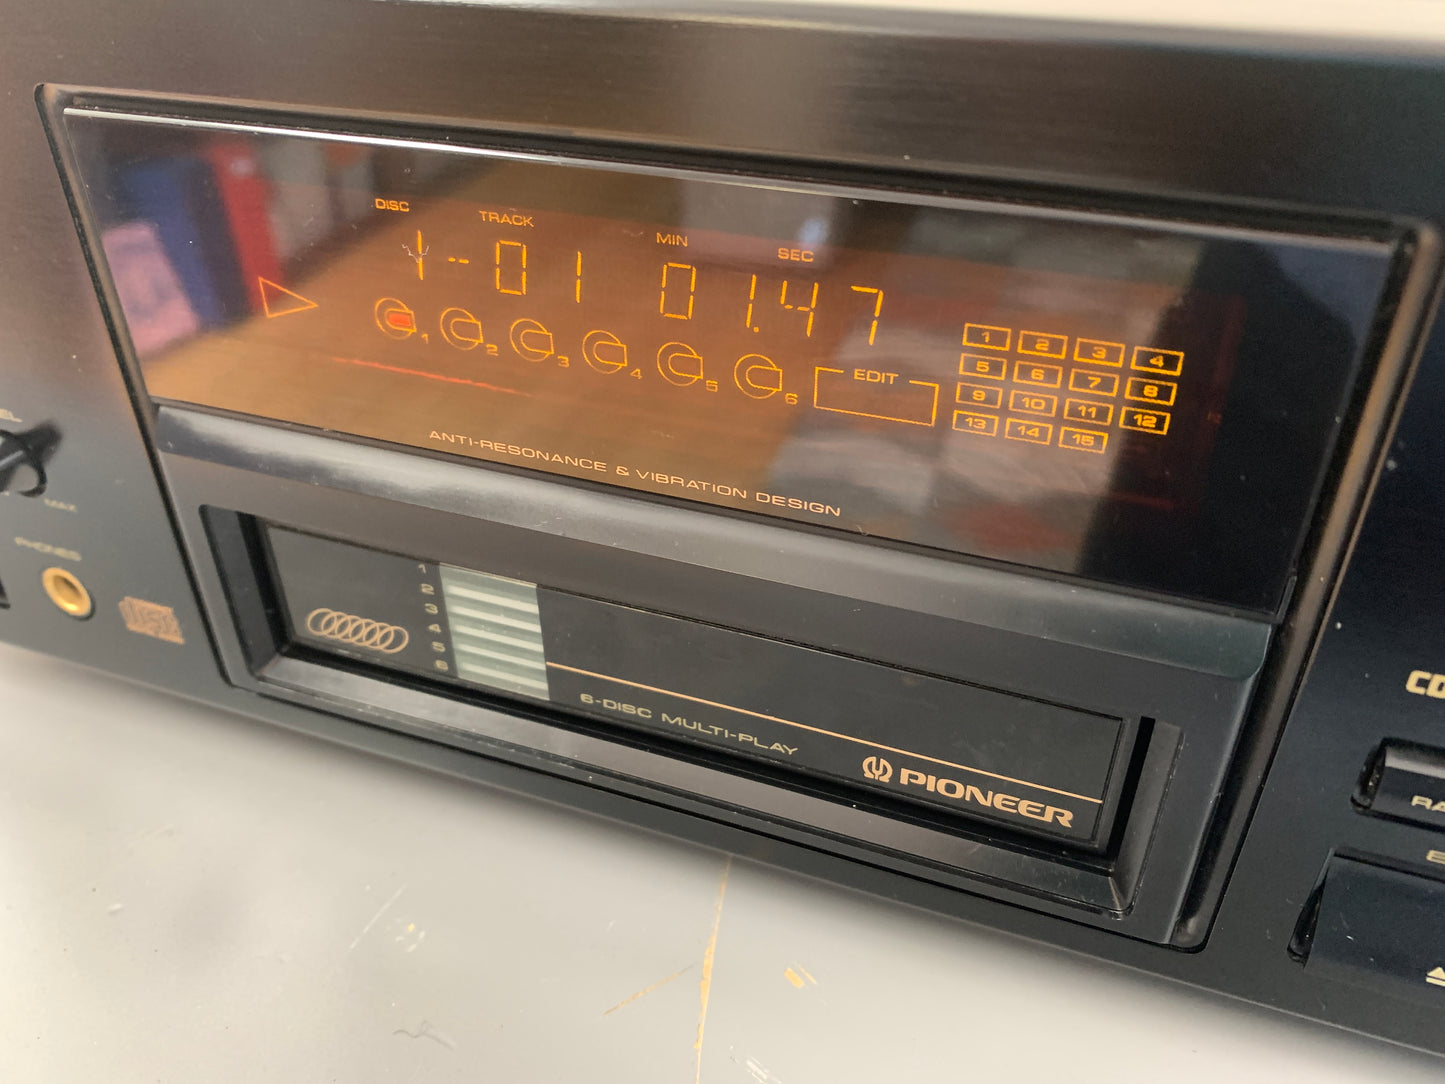 DISC TRACK MIN SEC
1-01 01.47
1 2 3 4 5 6
EDIT
1 2 3 4
5 6 7 8
9 10 11 12
13 14 15
ANTI-RESONANCE & VIBRATION DESIGN
MAX
PHONES
1
2
3
4
5
6
6-DISC MULTI-PLAY
PIONEER
CD